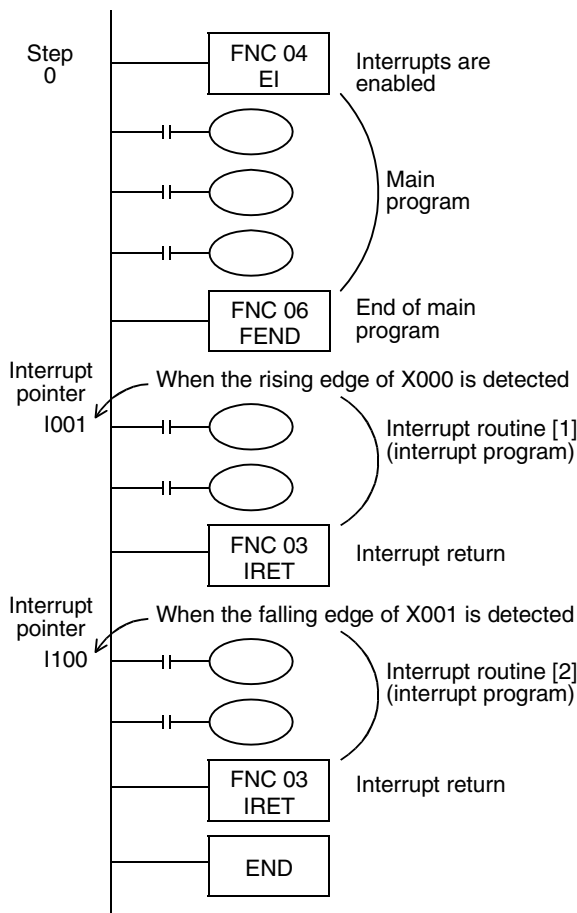 Step
0
FNC 04
EI
Interrupts are
enabled
Main
program
FNC 06
FEND
End of main
program
Interrupt
pointer
I001
When the rising edge of X000 is detected
Interrupt routine [1]
(interrupt program)
FNC 03
IRET
Interrupt return
Interrupt
pointer
I100
When the falling edge of X001 is detected
Interrupt routine [2]
(interrupt program)
FNC 03
IRET
Interrupt return
END